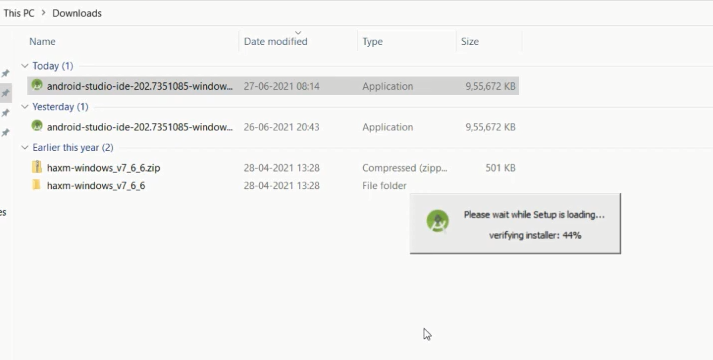 This PC > Downloads
Name Date modified Type Size
Today (1)
android-studio-ide-202.7351085-window... 27-06-2021 08:14 Application 9,55,672 KB
Yesterday (1)
android-studio-ide-202.7351085-window... 26-06-2021 20:43 Application 9,55,672 KB
Earlier this year (2)
haxm-windows_v7_6_6.zip 28-04-2021 13:28 Compressed (zipp... 501 KB
haxm-windows_v7_6_6 28-04-2021 13:28 File folder
es
Please wait while Setup is loading...
verifying installer: 44%